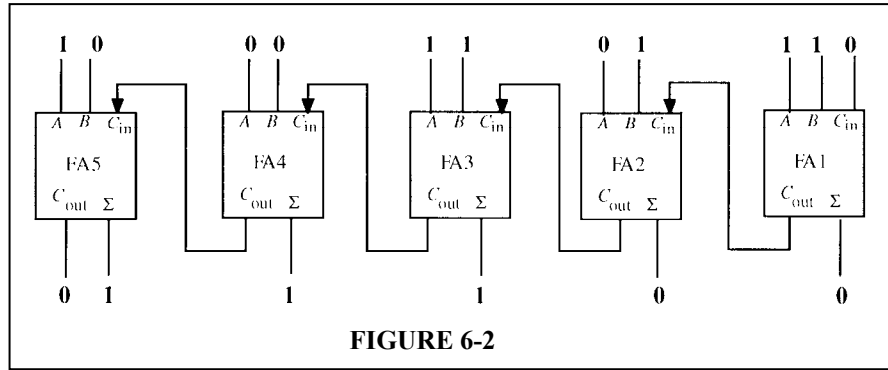 1 0 0 0 1 1 0 1 1 1 0
A B Cin A B Cin A B Cin A B Cin A B Cin
FA5 FA4 FA3 FA2 FA1
Cout Σ Cout Σ Cout Σ Cout Σ Cout Σ
0 1 1 1 0 0
FIGURE 6-2